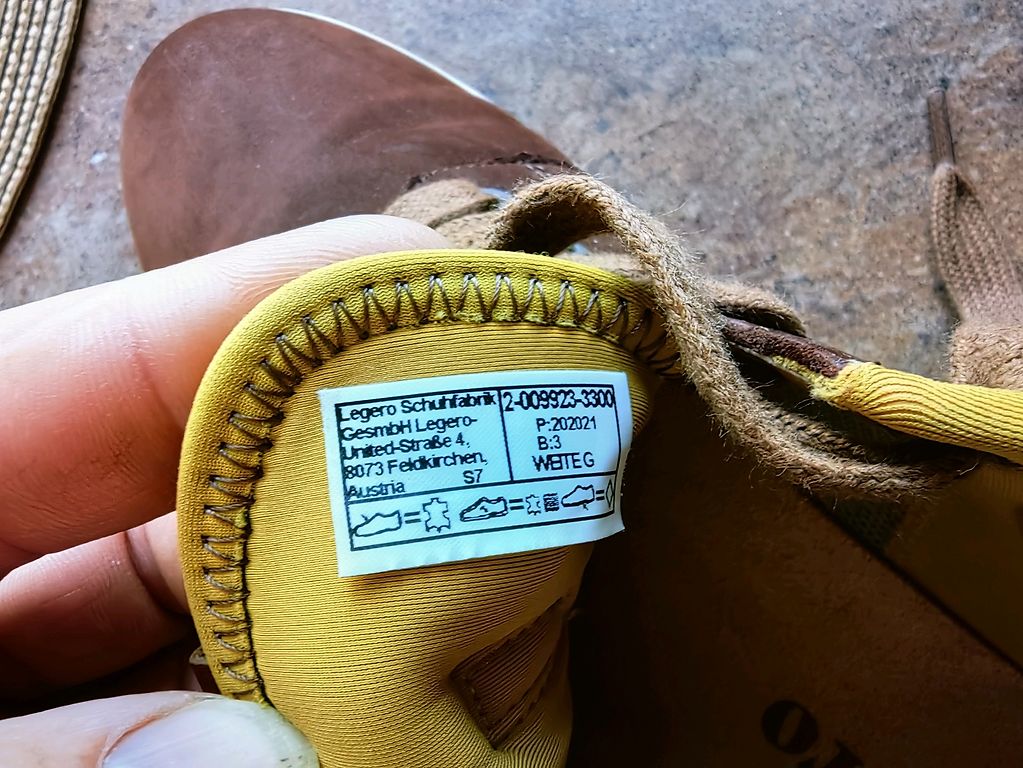 Legero Schuhfabrik
GesmbH Legero-
United-Straße 4,
8073 Feldkirchen,
Austria S7
2-009923-3300
P:202021
B:3
WEITE G